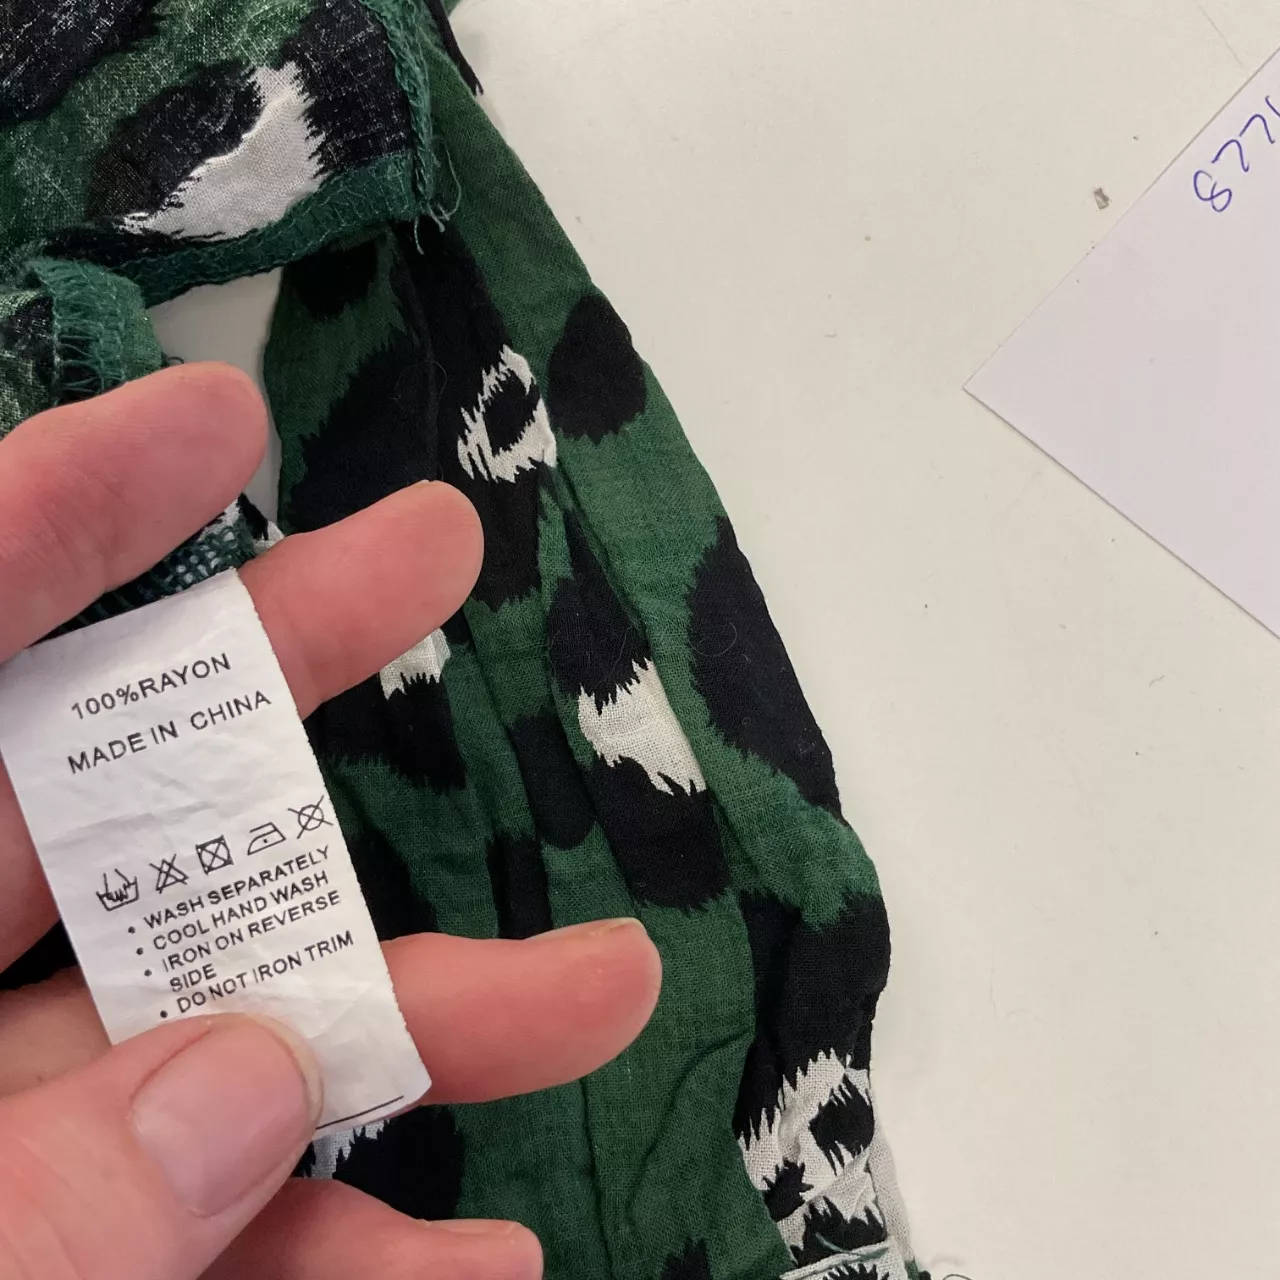 100%RAYON
MADE IN CHINA
• WASH SEPARATELY
• COOL HAND WASH
• IRON ON REVERSE
SIDE
• DO NOT IRON TRIM
•